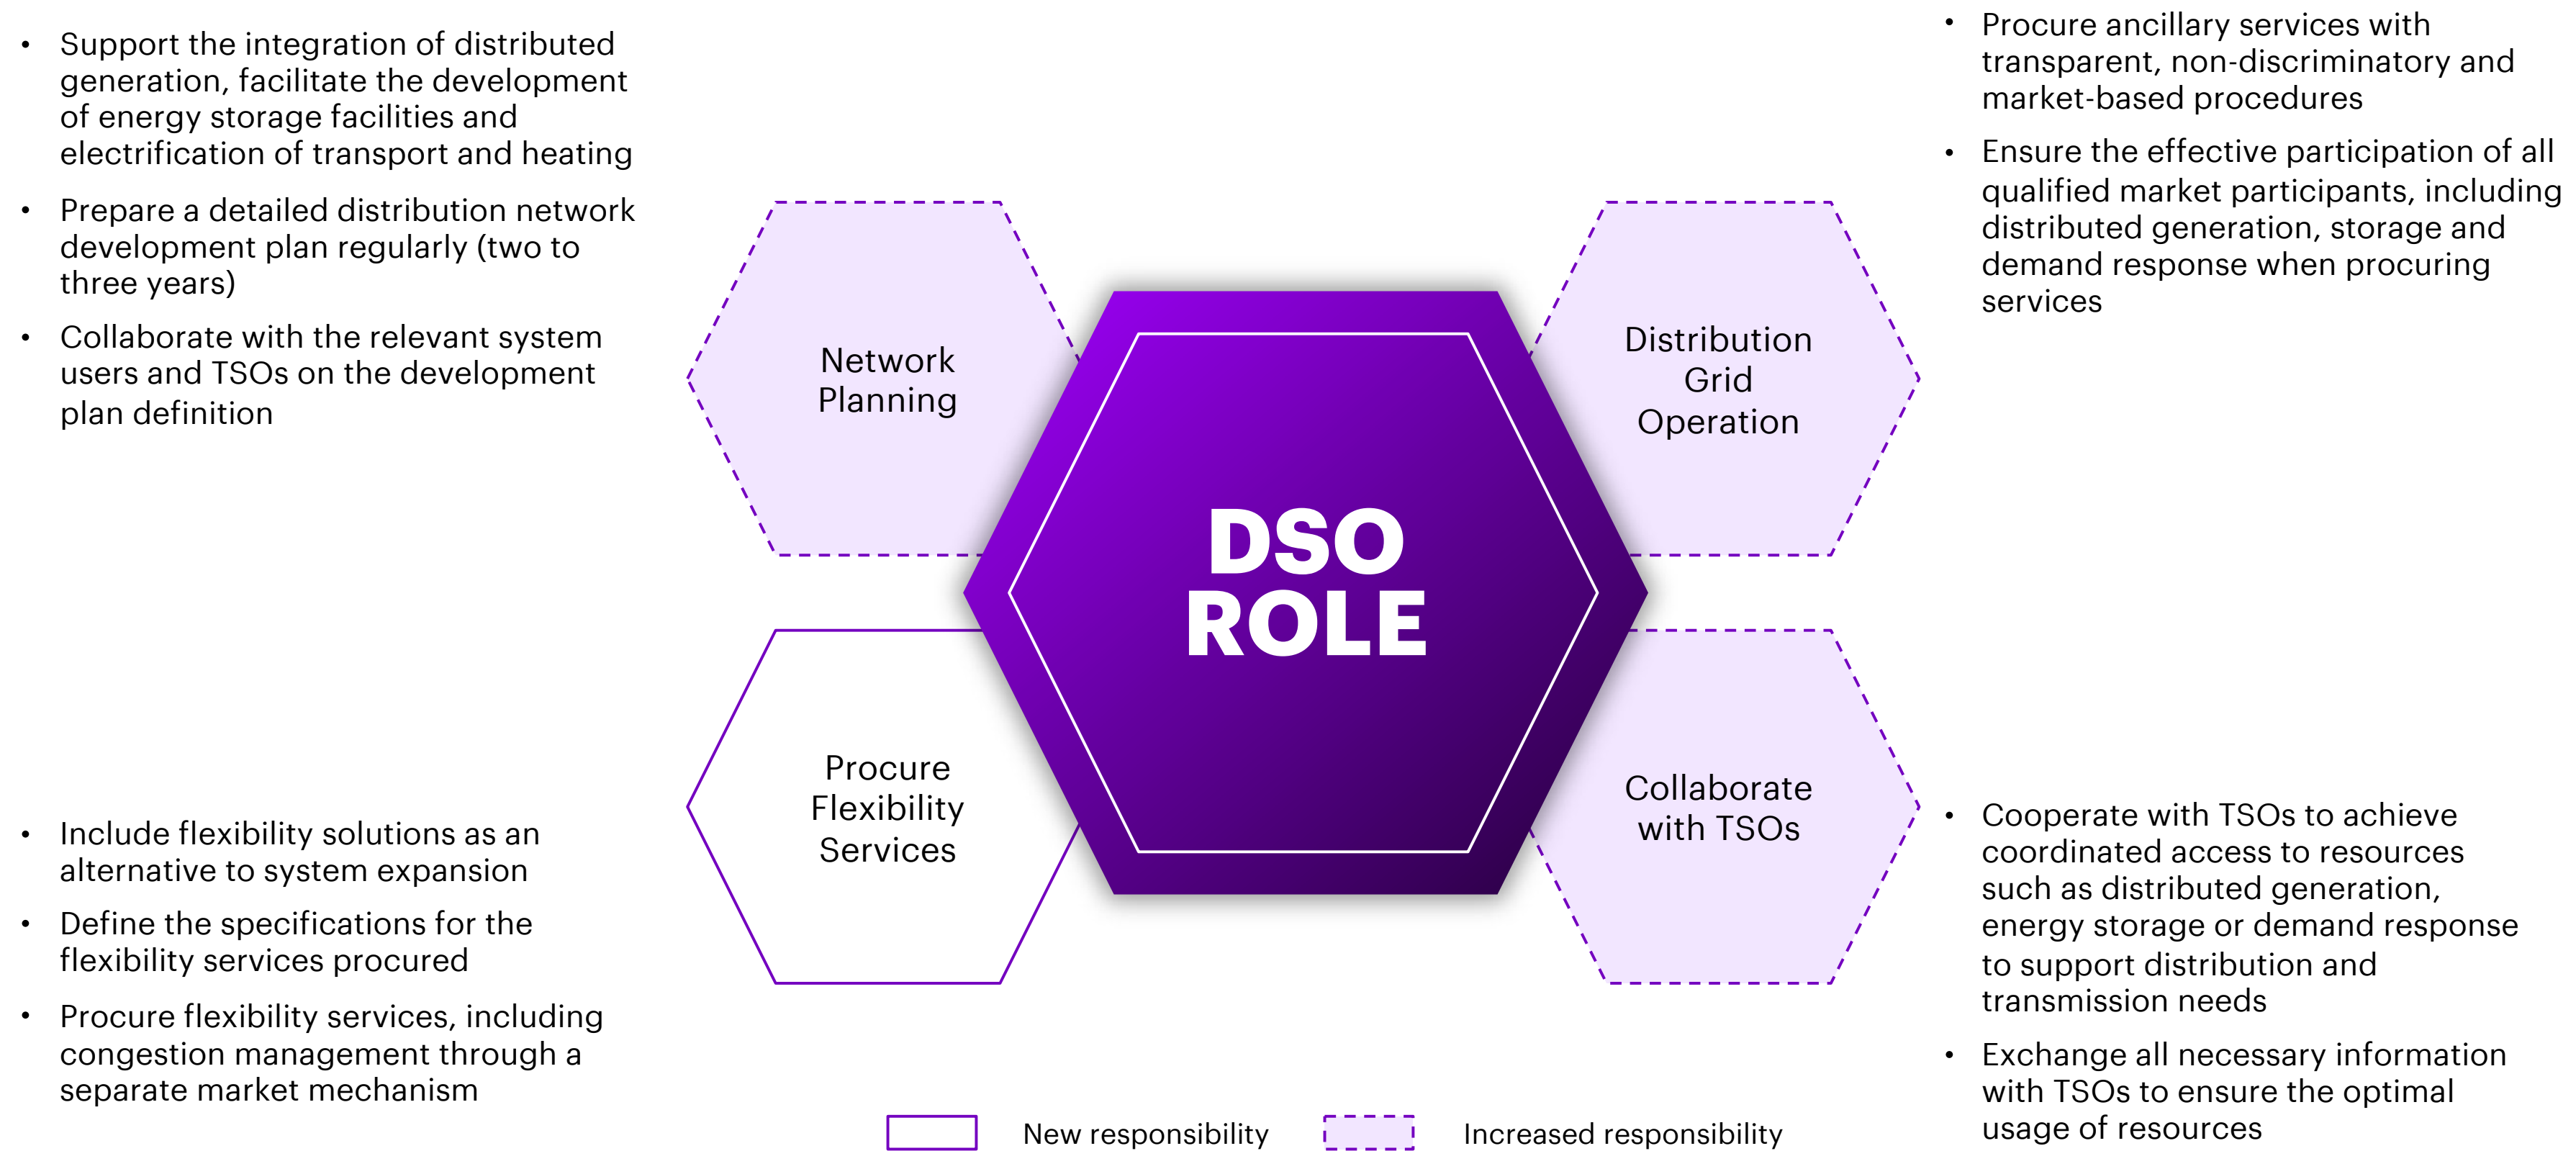 • Support the integration of distributed
generation, facilitate the development
of energy storage facilities and
electrification of transport and heating
• Prepare a detailed distribution network
development plan regularly (two to
three years)
• Collaborate with the relevant system
users and TSOs on the development
plan definition
• Procure ancillary services with
transparent, non-discriminatory and
market-based procedures
• Ensure the effective participation of all
qualified market participants, including
distributed generation, storage and
demand response when procuring
services
Network
Planning
Distribution
Grid
Operation
DSO
ROLE
Procure
Flexibility
Services
Collaborate
with TSOs
• Include flexibility solutions as an
alternative to system expansion
• Define the specifications for the
flexibility services procured
• Procure flexibility services, including
congestion management through a
separate market mechanism
• Cooperate with TSOs to achieve
coordinated access to resources
such as distributed generation,
energy storage or demand response
to support distribution and
transmission needs
• Exchange all necessary information
with TSOs to ensure the optimal
usage of resources
New responsibility
Increased responsibility